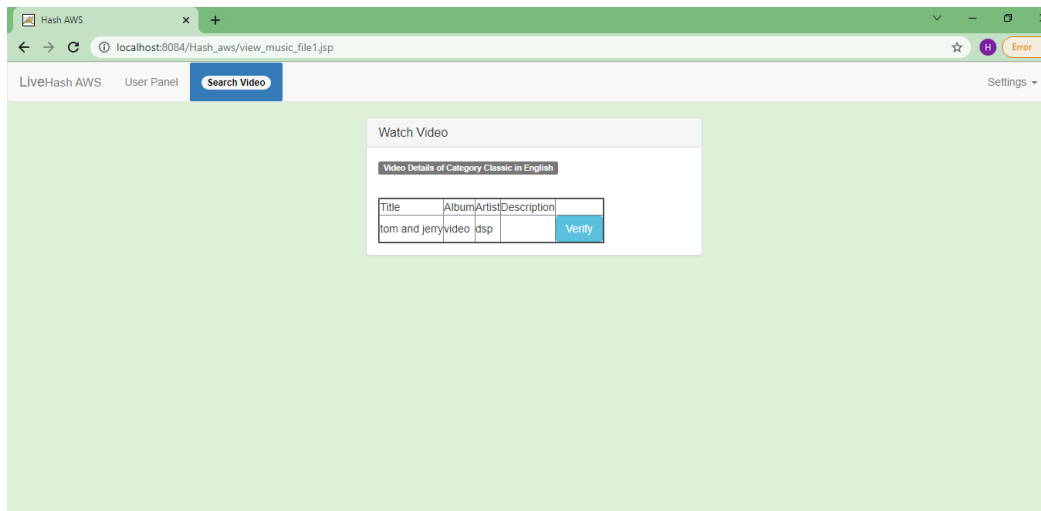 Hash AWS
localhost:8084/Hash_aws/view_music_file1.jsp
H Error
LiveHash AWS User Panel Search Video Settings
Watch Video
Video Details of Category Classic in English
Title Album Artist Description
tom and jerry video dsp Verify